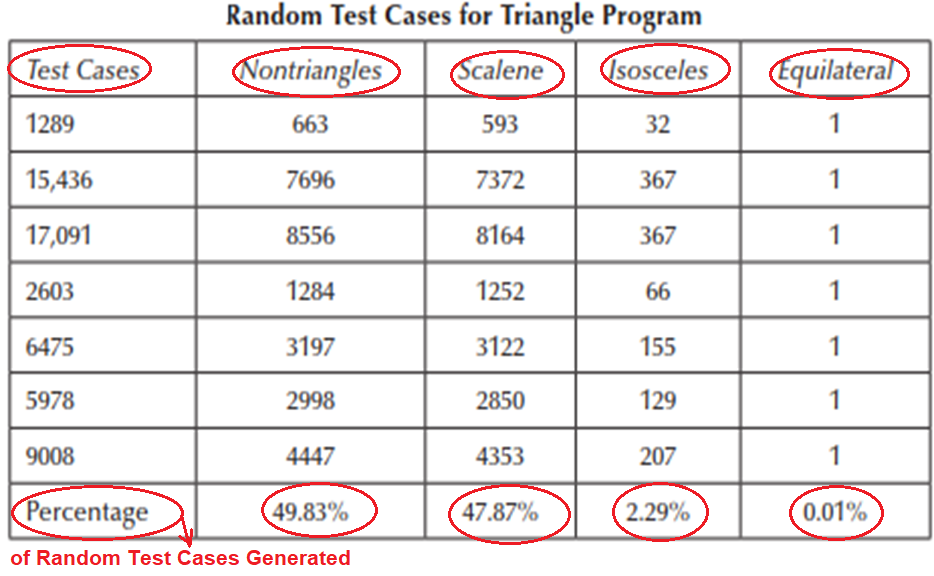 Random Test Cases for Triangle Program
Test Cases Nontriangles Scalene Isosceles Equilateral
1289 663 593 32 1
15,436 7696 7372 367 1
17,091 8556 8164 367 1
2603 1284 1252 66 1
6475 3197 3122 155 1
5978 2998 2850 129 1
9008 4447 4353 207 1
Percentage 49.83% 47.87% 2.29% 0.01%
of Random Test Cases Generated